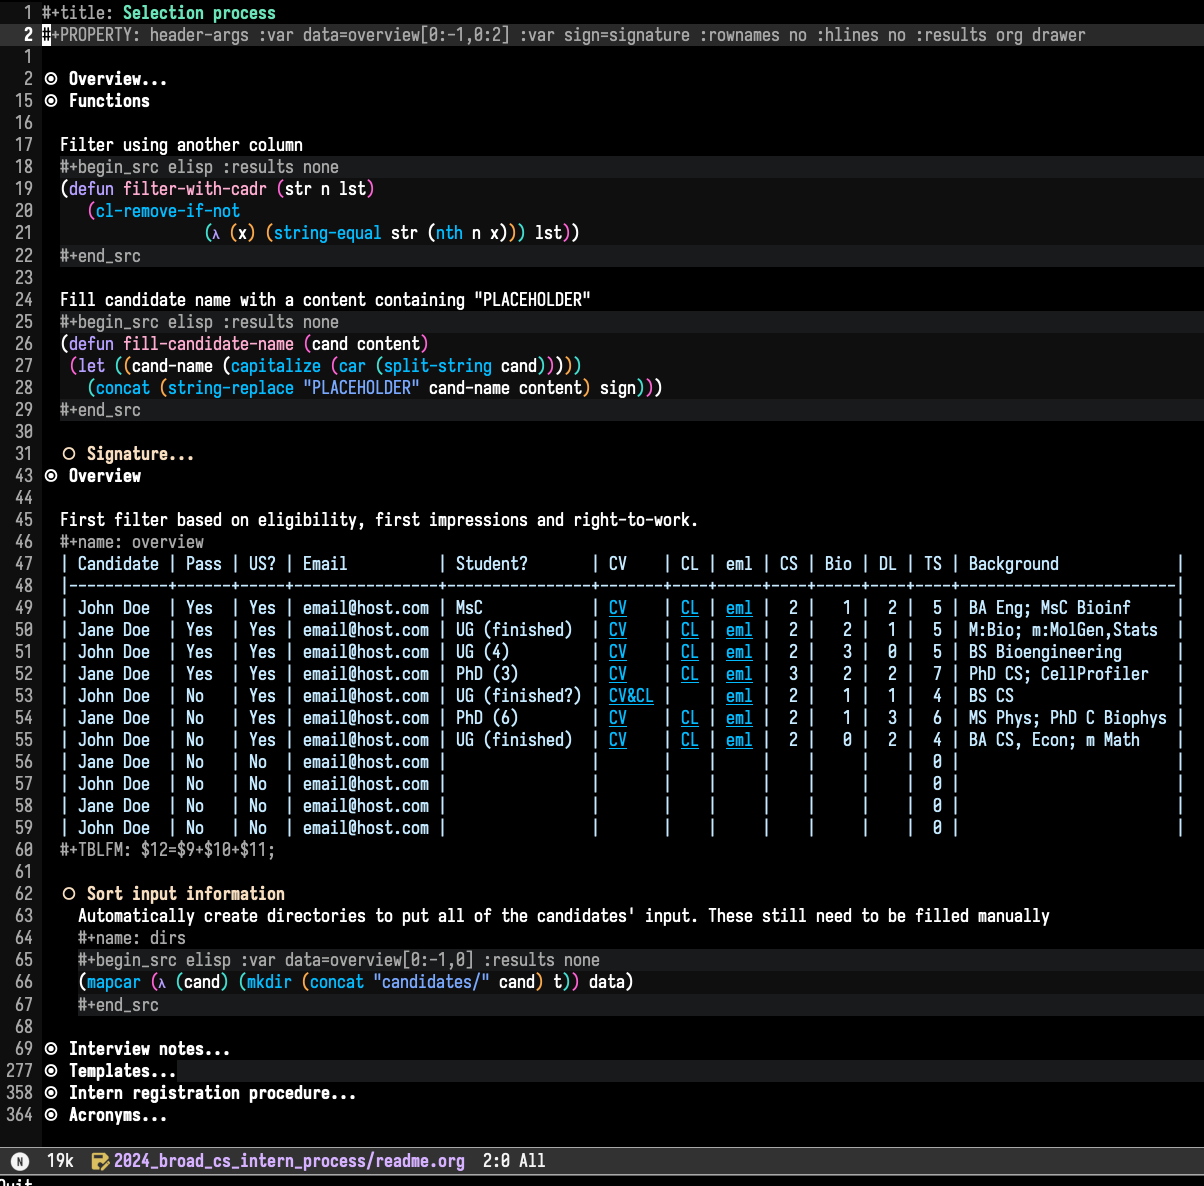 1 #+title: Selection process
2 #+PROPERTY: header-args :var data=overview[0:-1,0:2] :var sign=signature :rownames no :hlines no :results org drawer
1
2 Overview...
15 Functions
16
17 Filter using another column
18 #+begin_src elisp :results none
19 (defun filter-with-cadr (str n lst)
20 (cl-remove-if-not
21 (λ (x) (string-equal str (nth n x))) lst))
22 #+end_src
23
24 Fill candidate name with a content containing "PLACEHOLDER"
25 #+begin_src elisp :results none
26 (defun fill-candidate-name (cand content)
27 (let ((cand-name (capitalize (car (split-string cand)))))
28 (concat (string-replace "PLACEHOLDER" cand-name content) sign)))
29 #+end_src
30
31 Signature...
43 Overview
44
45 First filter based on eligibility, first impressions and right-to-work.
46 #+name: overview
47 | Candidate | Pass | US? | Email | Student? | CV | CL | eml | CS | Bio | DL | TS | Background |
48 |-----------+------+-----+----------------+---------------+-------+----+-----+----+-----+----+----+------------------------|
49 | John Doe | Yes | Yes | email@host.com | MsC | CV | CL | eml | 2 | 1 | 2 | 5 | BA Eng; MsC Bioinf |
50 | Jane Doe | Yes | Yes | email@host.com | UG (finished) | CV | CL | eml | 2 | 2 | 1 | 5 | M:Bio; m:MolGen,Stats |
51 | John Doe | Yes | Yes | email@host.com | UG (4) | CV | CL | eml | 2 | 3 | 0 | 5 | BS Bioengineering |
52 | Jane Doe | Yes | Yes | email@host.com | PhD (3) | CV | CL | eml | 3 | 2 | 2 | 7 | PhD CS; CellProfiler |
53 | John Doe | No | Yes | email@host.com | UG (finished?) | CV&CL | | eml | 2 | 1 | 1 | 4 | BS CS |
54 | Jane Doe | No | Yes | email@host.com | PhD (6) | CV | CL | eml | 2 | 1 | 3 | 6 | MS Phys; PhD C Biophys |
55 | John Doe | No | Yes | email@host.com | UG (finished) | CV | CL | eml | 2 | 0 | 2 | 4 | BA CS, Econ; m Math |
56 | Jane Doe | No | No | email@host.com | | | | | | | | 0 | |
57 | John Doe | No | No | email@host.com | | | | | | | | 0 | |
58 | Jane Doe | No | No | email@host.com | | | | | | | | 0 | |
59 | John Doe | No | No | email@host.com | | | | | | | | 0 | |
60 #+TBLFM: $12=$9+$10+$11;
61
62 Sort input information
63 Automatically create directories to put all of the candidates' input. These still need to be filled manually
64 #+name: dirs
65 #+begin_src elisp :var data=overview[0:-1,0] :results none
66 (mapcar (λ (cand) (mkdir (concat "candidates/" cand) t)) data)
67 #+end_src
68
69 Interview notes...
277 Templates...
358 Intern registration procedure...
364 Acronyms...
N 19k 2024_broad_cs_intern_process/readme.org 2:0 All
Quit